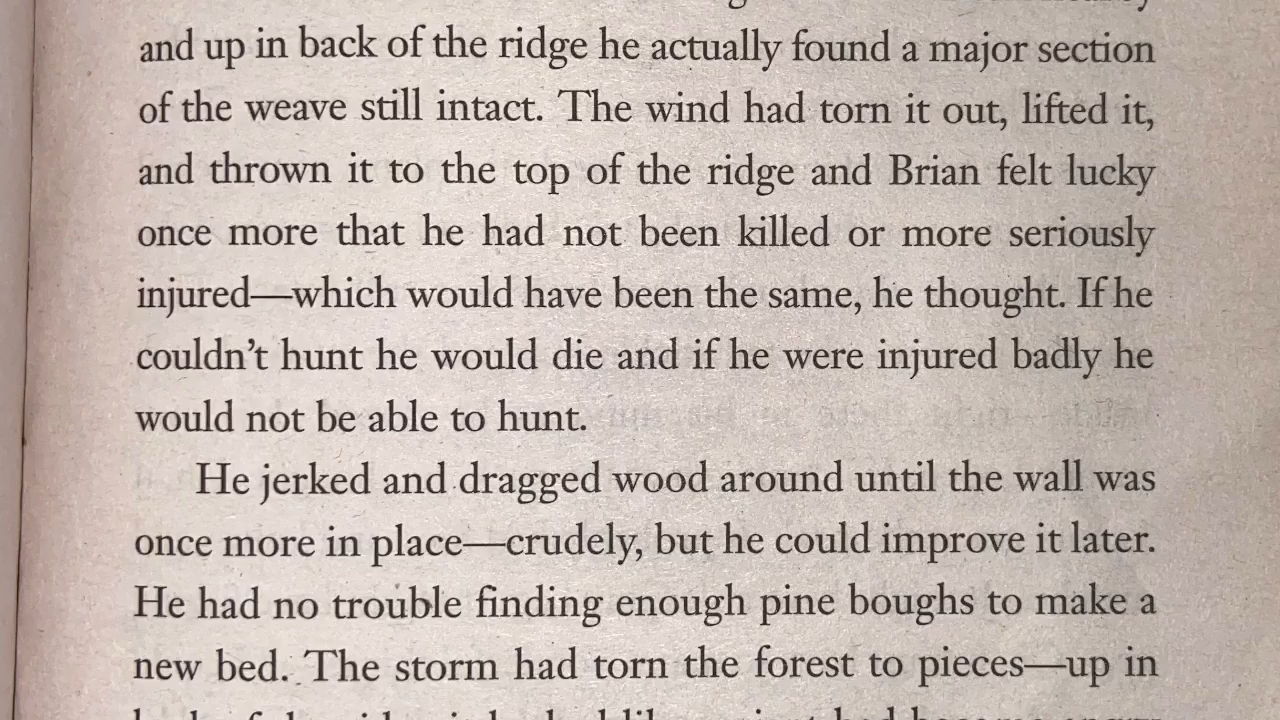 and up in back of the ridge he actually found a major section
of the weave still intact. The wind had torn it out, lifted it,
and thrown it to the top of the ridge and Brian felt lucky
once more that he had not been killed or more seriously
injured—which would have been the same, he thought. If he
couldn't hunt he would die and if he were injured badly he
would not be able to hunt.
He jerked and dragged wood around until the wall was
once more in place—crudely, but he could improve it later.
He had no trouble finding enough pine boughs to make a
new bed. The storm had torn the forest to pieces—up in